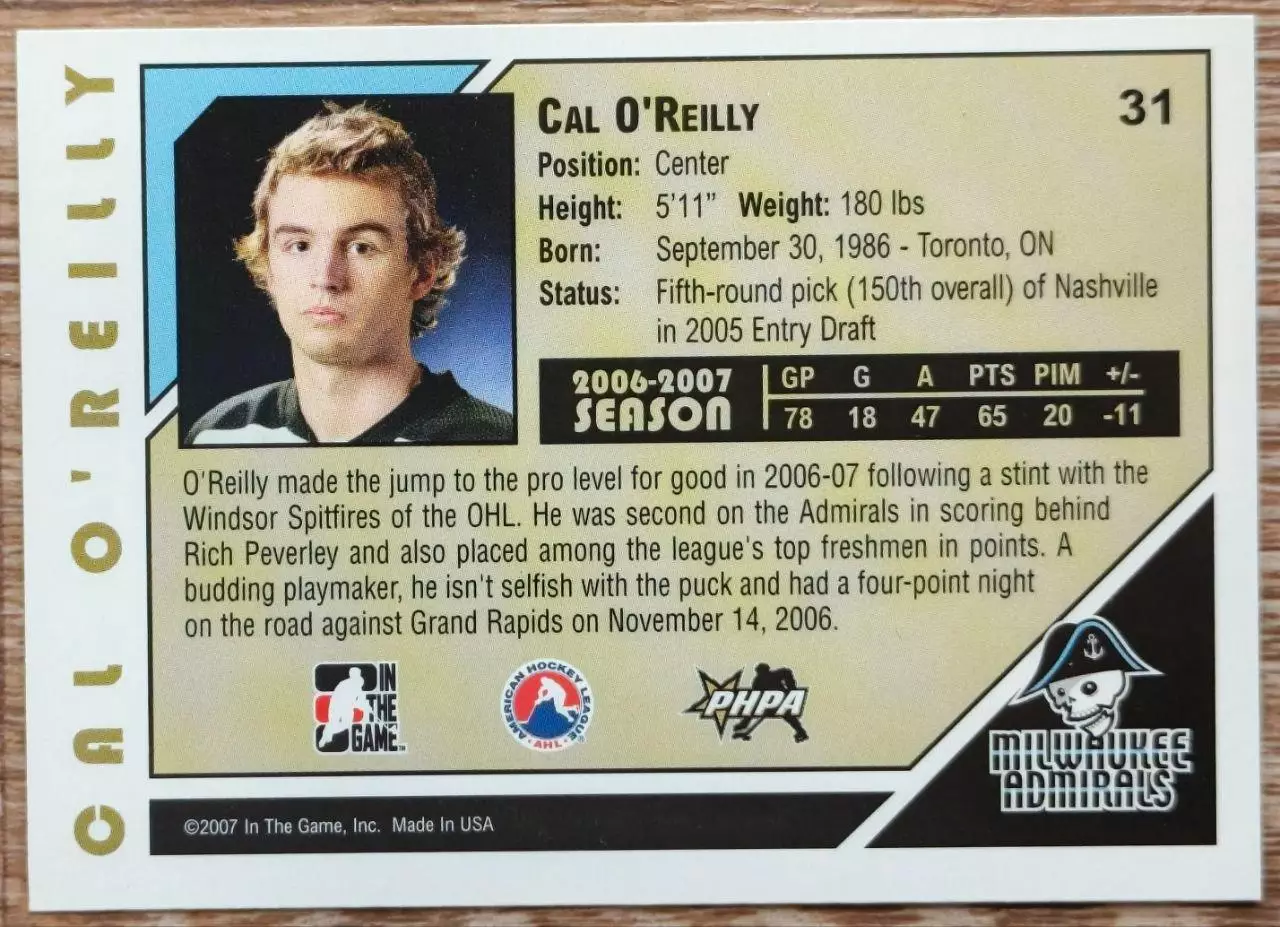 CAL O'REILLY
CAL O'REILLY
31
Position: Center
Height: 5'11" Weight: 180 lbs
Born: September 30, 1986 - Toronto, ON
Status: Fifth-round pick (150th overall) of Nashville
in 2005 Entry Draft
2006-2007
SEASON
GP G A PTS PIM +/-
78 18 47 65 20 -11
O'Reilly made the jump to the pro level for good in 2006-07 following a stint with the
Windsor Spitfires of the OHL. He was second on the Admirals in scoring behind
Rich Peverley and also placed among the league's top freshmen in points. A
budding playmaker, he isn't selfish with the puck and had a four-point night
on the road against Grand Rapids on November 14, 2006.
IN
THE
GAME
AMERICAN HOCKEY LEAGUE
AHL
PHPA
MILWAUKEE
ADMIRALS
©2007 In The Game, Inc. Made In USA